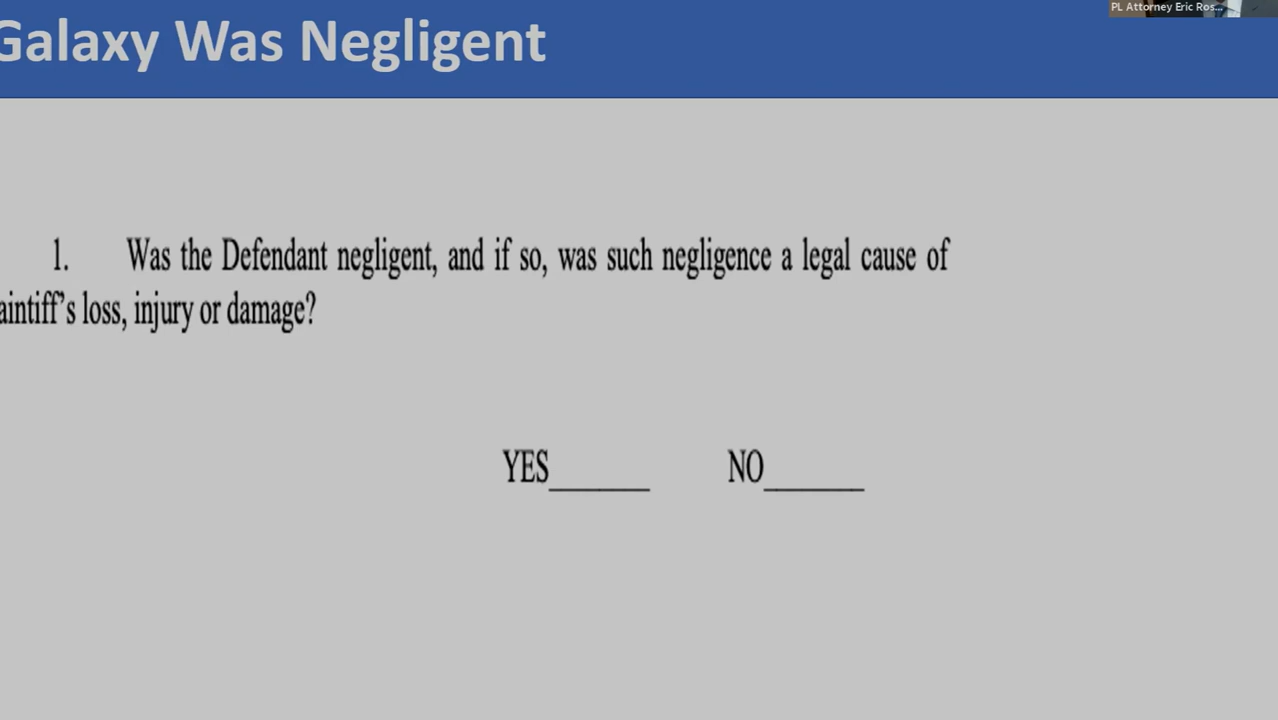 PL Attorney Eric Ros...
Galaxy Was Negligent
1. Was the Defendant negligent, and if so, was such negligence a legal cause of
aintiff's loss, injury or damage?
YES______ NO______